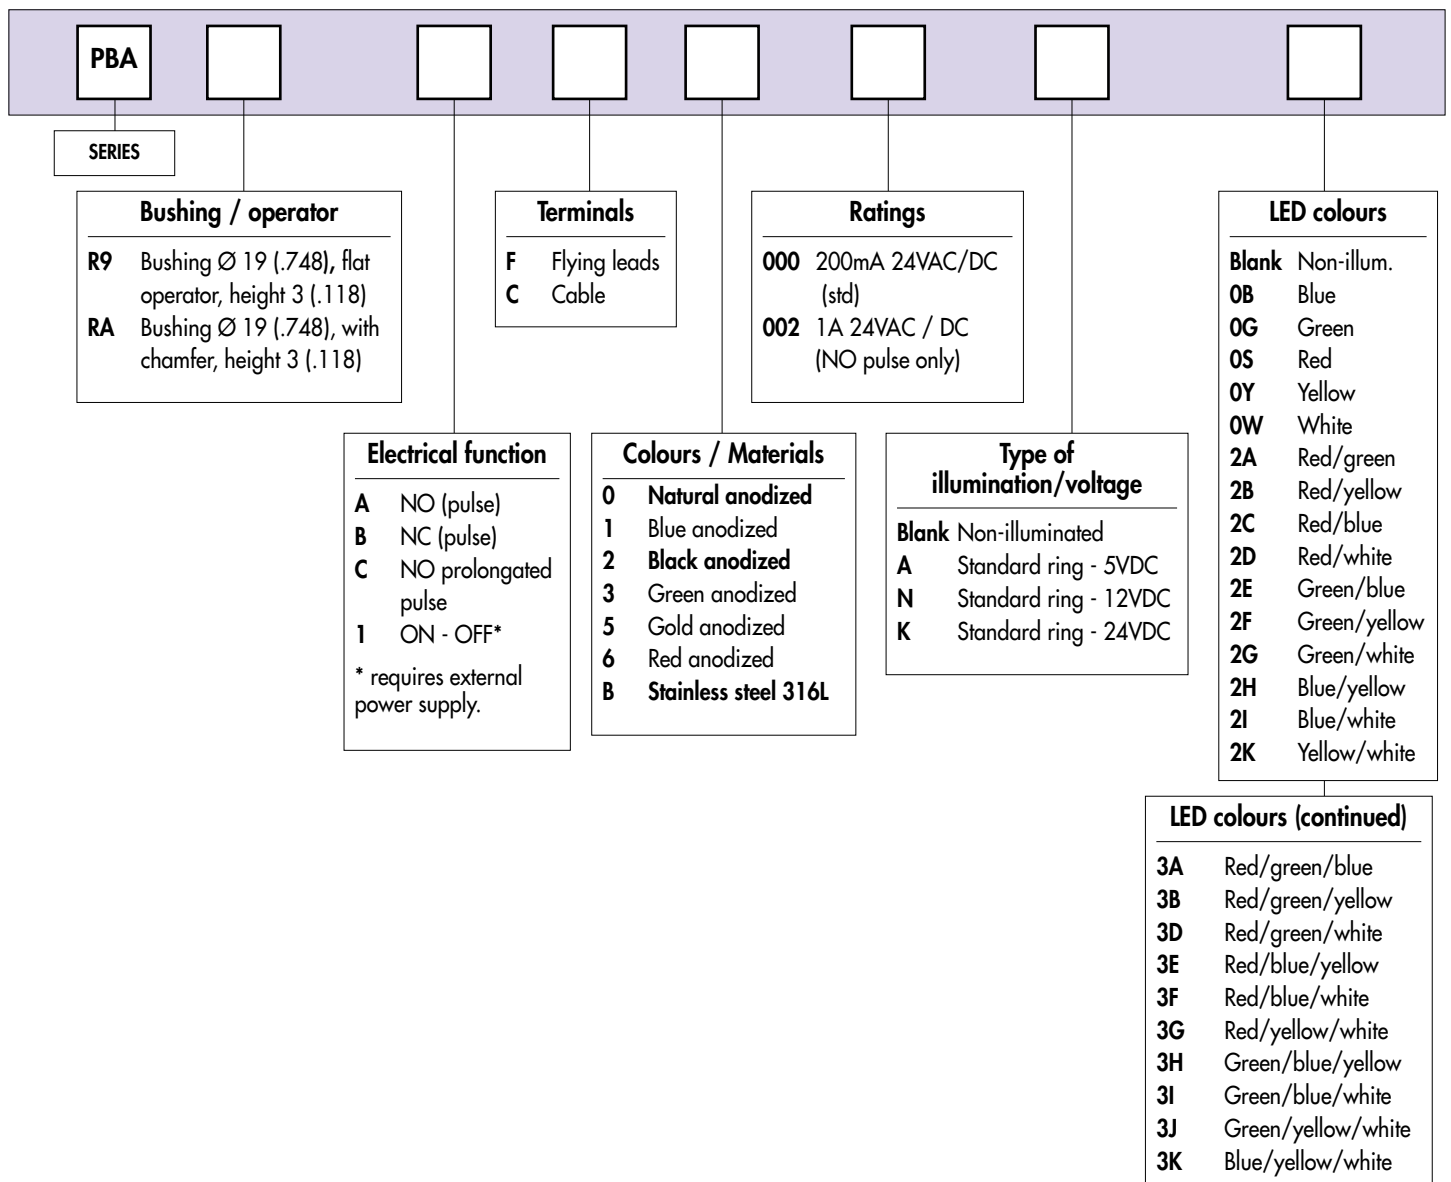 PBA
SERIES
Bushing / operator
R9 Bushing Ø 19 (.748), flat
operator, height 3 (.118)
RA Bushing Ø 19 (.748), with
chamfer, height 3 (.118)
Terminals
F Flying leads
C Cable
Ratings
000 200mA 24VAC/DC
(std)
002 1A 24VAC / DC
(NO pulse only)
LED colours
Blank Non-illum.
0B Blue
0G Green
0S Red
0Y Yellow
0W White
2A Red/green
2B Red/yellow
2C Red/blue
2D Red/white
2E Green/blue
2F Green/yellow
2G Green/white
2H Blue/yellow
2I Blue/white
2K Yellow/white
Electrical function
A NO (pulse)
B NC (pulse)
C NO prolongated
pulse
1 ON - OFF*
* requires external
power supply.
Colours / Materials
0 Natural anodized
1 Blue anodized
2 Black anodized
3 Green anodized
5 Gold anodized
6 Red anodized
B Stainless steel 316L
Type of
illumination/voltage
Blank Non-illuminated
A Standard ring - 5VDC
N Standard ring - 12VDC
K Standard ring - 24VDC
LED colours (continued)
3A Red/green/blue
3B Red/green/yellow
3D Red/green/white
3E Red/blue/yellow
3F Red/blue/white
3G Red/yellow/white
3H Green/blue/yellow
3I Green/blue/white
3J Green/yellow/white
3K Blue/yellow/white